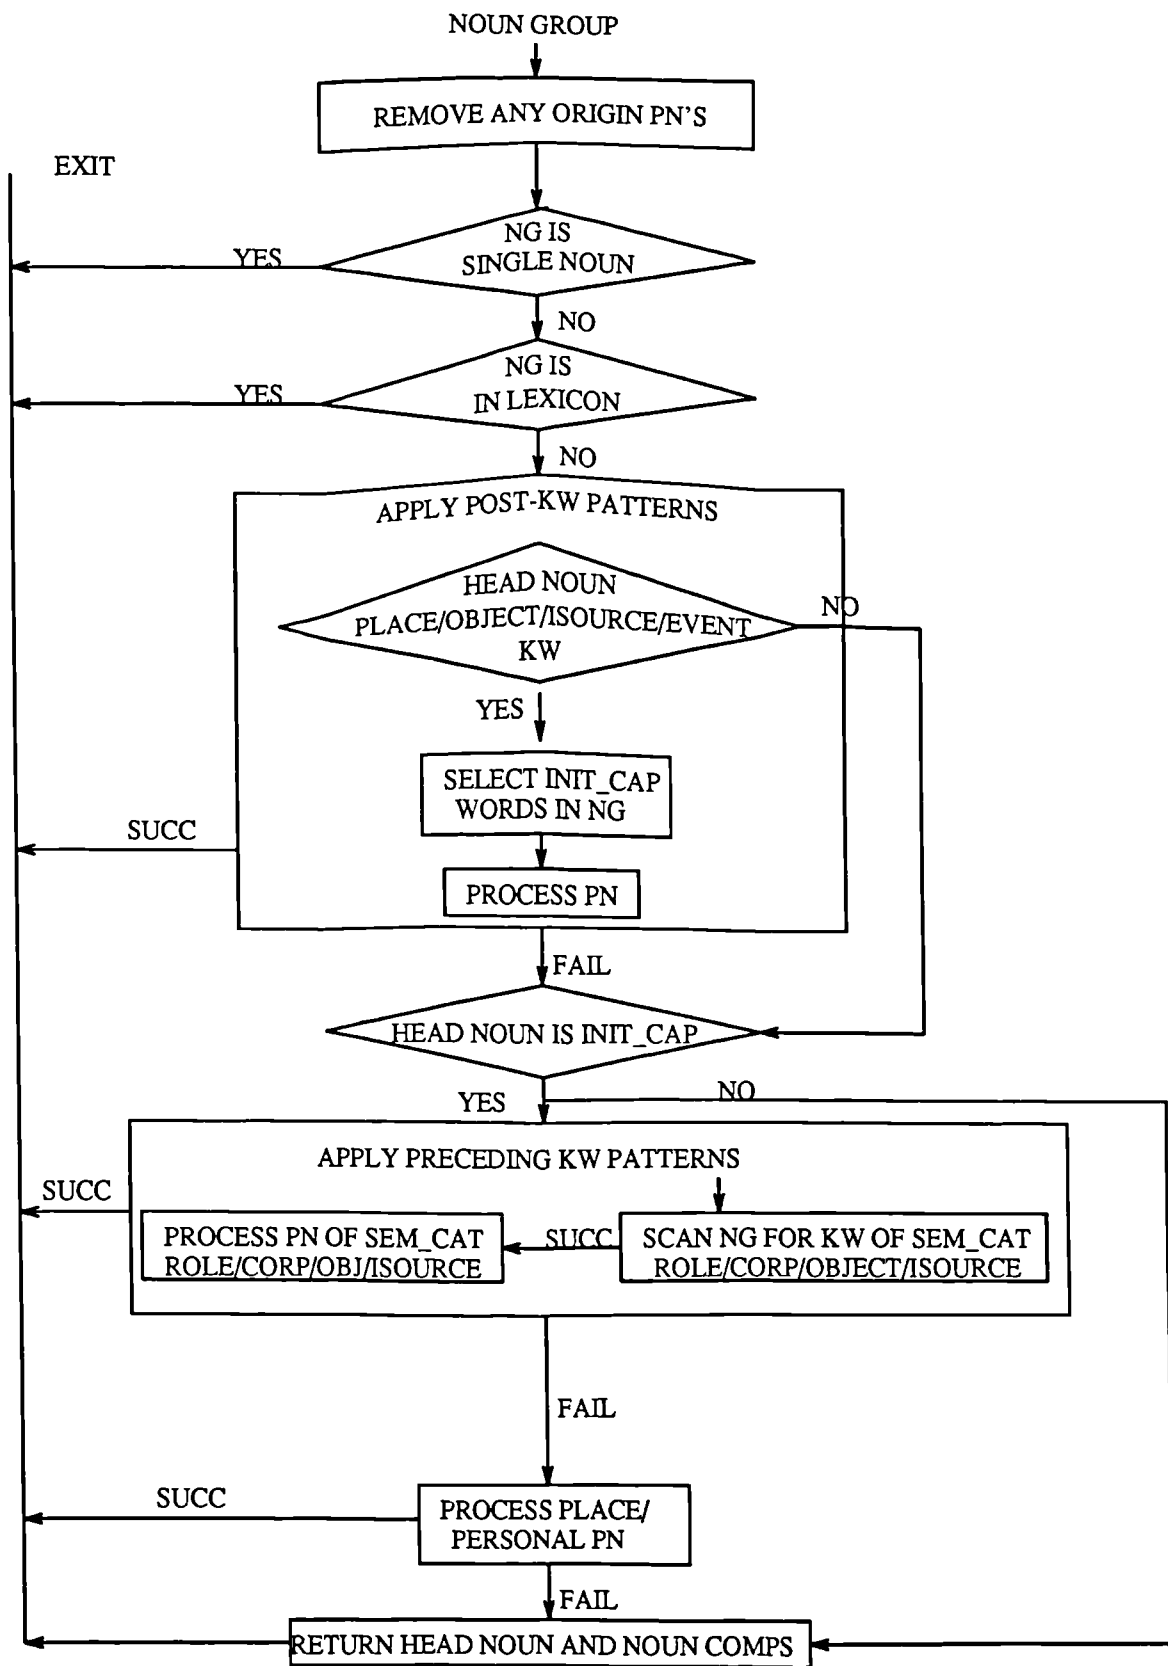 NOUN GROUP
REMOVE ANY ORIGIN PN'S
EXIT
NG IS
SINGLE NOUN
YES
NO
NG IS
IN LEXICON
YES
NO
APPLY POST-KW PATTERNS
HEAD NOUN
PLACE/OBJECT/ISOURCE/EVENT
KW
NO
YES
SELECT INIT_CAP
WORDS IN NG
SUCC
PROCESS PN
FAIL
HEAD NOUN IS INIT_CAP
YES
NO
APPLY PRECEDING KW PATTERNS
SUCC
PROCESS PN OF SEM_CAT
ROLE/CORP/OBJ/ISOURCE
SUCC
SCAN NG FOR KW OF SEM_CAT
ROLE/CORP/OBJECT/ISOURCE
FAIL
SUCC
PROCESS PLACE/
PERSONAL PN
FAIL
RETURN HEAD NOUN AND NOUN COMPS